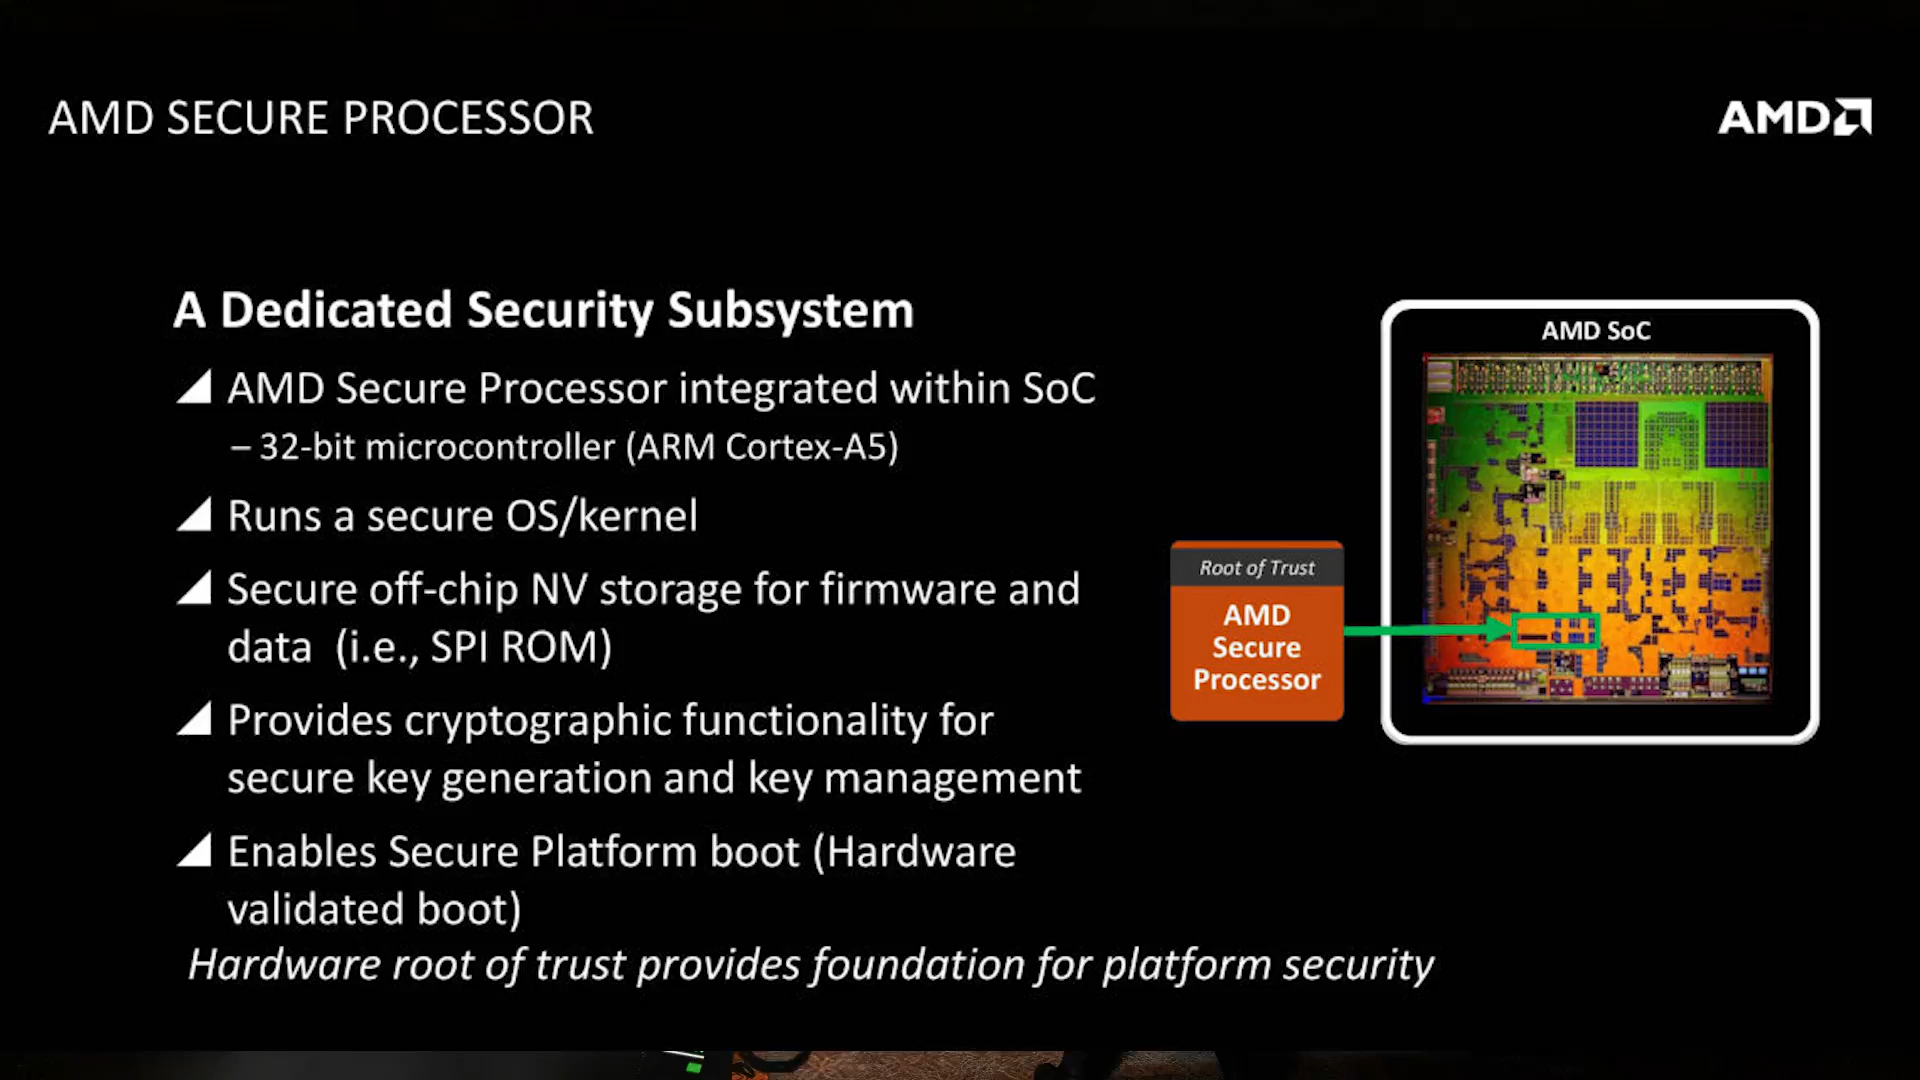 AMD SECURE PROCESSOR
AMD
A Dedicated Security Subsystem
AMD Secure Processor integrated within SoC
– 32-bit microcontroller (ARM Cortex-A5)
Runs a secure OS/kernel
Secure off-chip NV storage for firmware and
data (i.e., SPI ROM)
Provides cryptographic functionality for
secure key generation and key management
Enables Secure Platform boot (Hardware
validated boot)
Hardware root of trust provides foundation for platform security
AMD SoC
Root of Trust
AMD
Secure
Processor